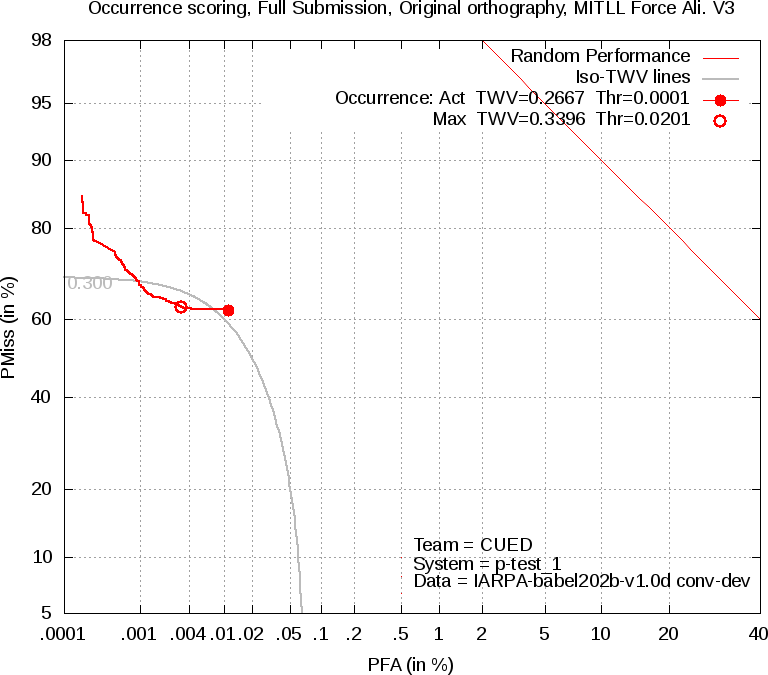 Occurrence scoring, Full Submission, Original orthography, MITLL Force Ali. V3
Random Performance
Iso-TWV lines
Occurrence: Act TWV=0.2667 Thr=0.0001
Max TWV=0.3396 Thr=0.0201
98
95
90
80
60
40
20
10
5
PMiss (in %)
0.300
Team = CUED
System = p-test_1
Data = IARPA-babel202b-v1.0d conv-dev
.0001 .001 .004 .01 .02 .05 .1 .2 .5 1 2 5 10 20 40
PFA (in %)